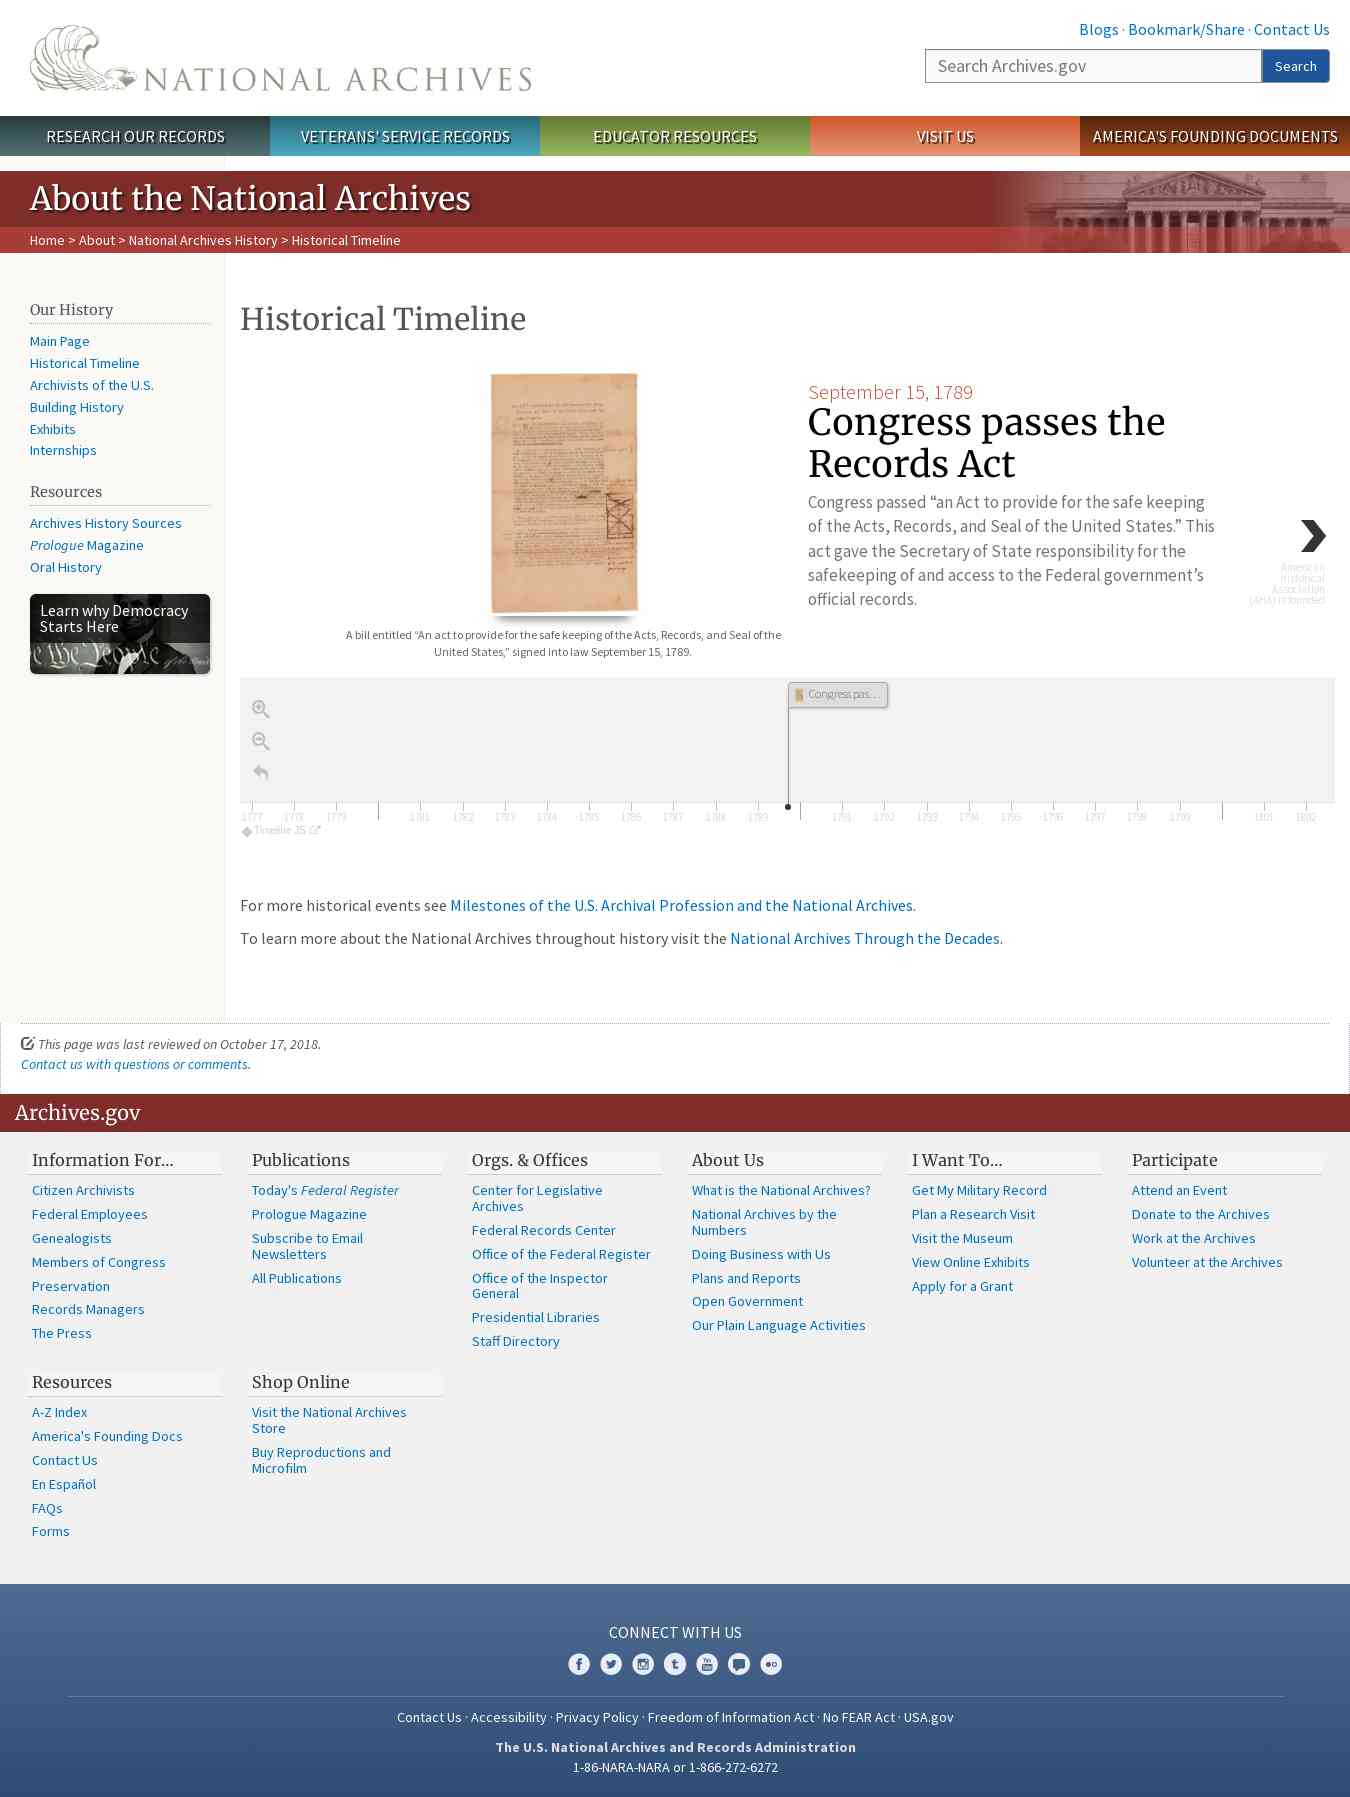 Blogs · Bookmark/Share · Contact Us
NATIONAL ARCHIVES
Search Archives.gov
Search
RESEARCH OUR RECORDS
VETERANS' SERVICE RECORDS
EDUCATOR RESOURCES
VISIT US
AMERICA'S FOUNDING DOCUMENTS
About the National Archives
Home > About > National Archives History > Historical Timeline
Our History
Main Page
Historical Timeline
Archivists of the U.S.
Building History
Exhibits
Internships
Resources
Archives History Sources
Prologue Magazine
Oral History
Learn why Democracy
Starts Here
We the People
Historical Timeline
September 15, 1789
Congress passes the
Records Act
Congress passed “an Act to provide for the safe keeping
of the Acts, Records, and Seal of the United States.” This
act gave the Secretary of State responsibility for the
safekeeping of and access to the Federal government’s
official records.
American
Historical
Association
(AHA) is founded
A bill entitled “An act to provide for the safe keeping of the Acts, Records, and Seal of the
United States,” signed into law September 15, 1789.
Congress pas…
1777 1778 1779 1781 1782 1783 1784 1785 1786 1787 1788 1789 1791 1792 1793 1794 1795 1796 1797 1798 1799 1801 1802
Timeline JS
For more historical events see Milestones of the U.S. Archival Profession and the National Archives.
To learn more about the National Archives throughout history visit the National Archives Through the Decades.
This page was last reviewed on October 17, 2018.
Contact us with questions or comments.
Archives.gov
Information For…
Citizen Archivists
Federal Employees
Genealogists
Members of Congress
Preservation
Records Managers
The Press
Publications
Today's Federal Register
Prologue Magazine
Subscribe to Email
Newsletters
All Publications
Orgs. & Offices
Center for Legislative
Archives
Federal Records Center
Office of the Federal Register
Office of the Inspector
General
Presidential Libraries
Staff Directory
About Us
What is the National Archives?
National Archives by the
Numbers
Doing Business with Us
Plans and Reports
Open Government
Our Plain Language Activities
I Want To…
Get My Military Record
Plan a Research Visit
Visit the Museum
View Online Exhibits
Apply for a Grant
Participate
Attend an Event
Donate to the Archives
Work at the Archives
Volunteer at the Archives
Resources
A-Z Index
America's Founding Docs
Contact Us
En Español
FAQs
Forms
Shop Online
Visit the National Archives
Store
Buy Reproductions and
Microfilm
CONNECT WITH US
Contact Us · Accessibility · Privacy Policy · Freedom of Information Act · No FEAR Act · USA.gov
The U.S. National Archives and Records Administration
1-86-NARA-NARA or 1-866-272-6272